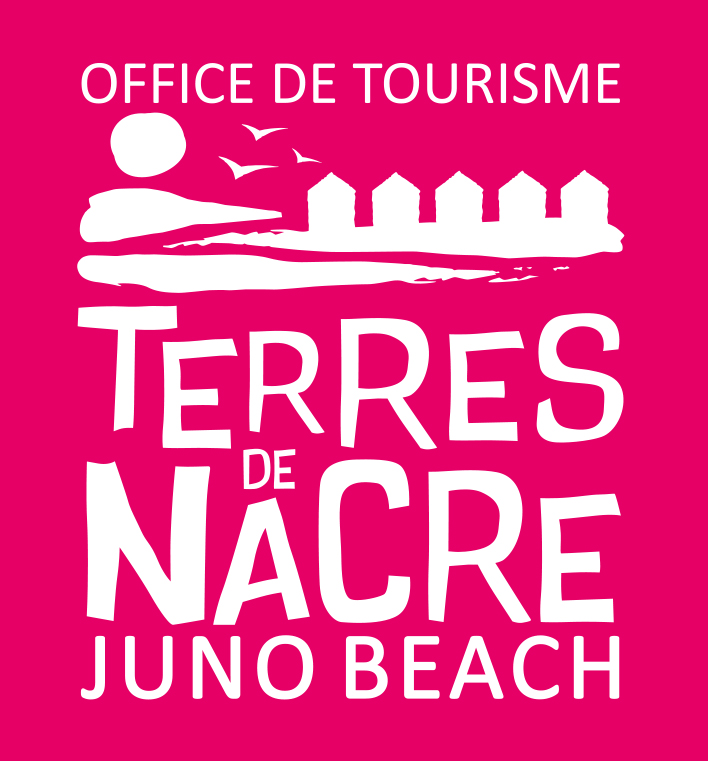 OFFICE DE TOURISME
TERRES
DE
NACRE
JUNO BEACH